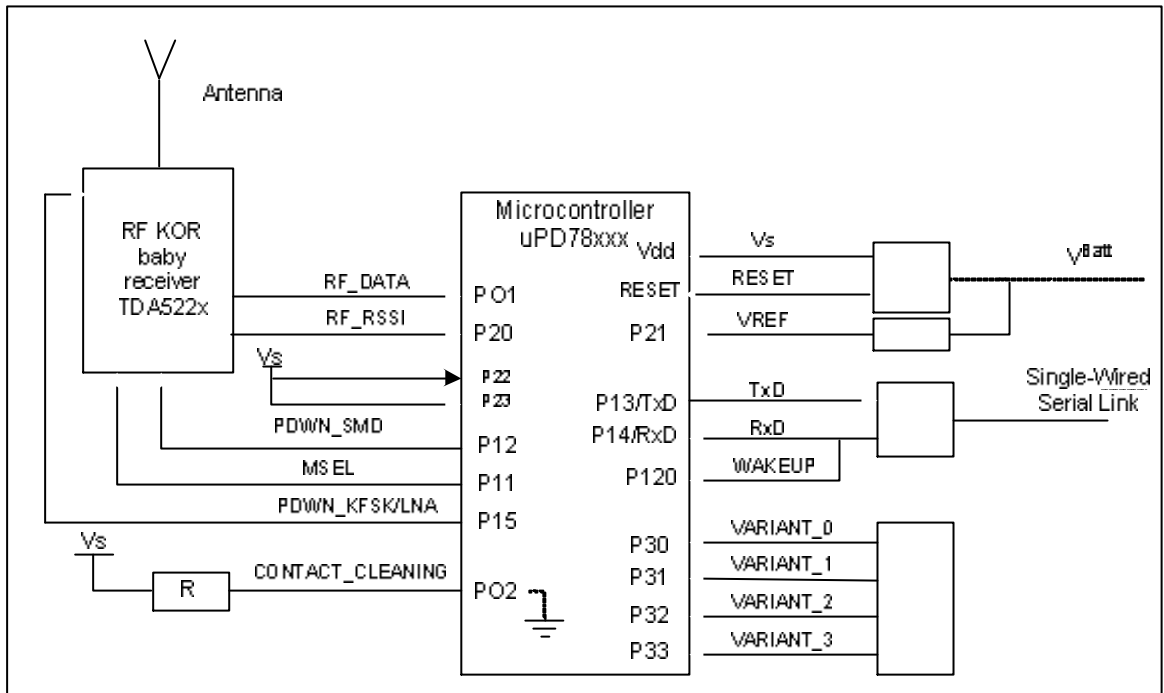 Antenna
RF KOR
baby
receiver
TDA522x
RF_DATA
RF_RSSI
Vs
PDWN_SMD
MSEL
PDWN_KFSK/LNA
Vs
R
CONTACT_CLEANING
Microcontroller
uPD78xxx
Vdd
RESET
PO1
P20
P21
P22
P23
P13/TxD
P14/RxD
P12
P120
P11
P15
P30
P31
PO2
P32
P33
Vs
RESET
VREF
VBatt
TxD
RxD
WAKEUP
Single-Wired
Serial Link
VARIANT_0
VARIANT_1
VARIANT_2
VARIANT_3